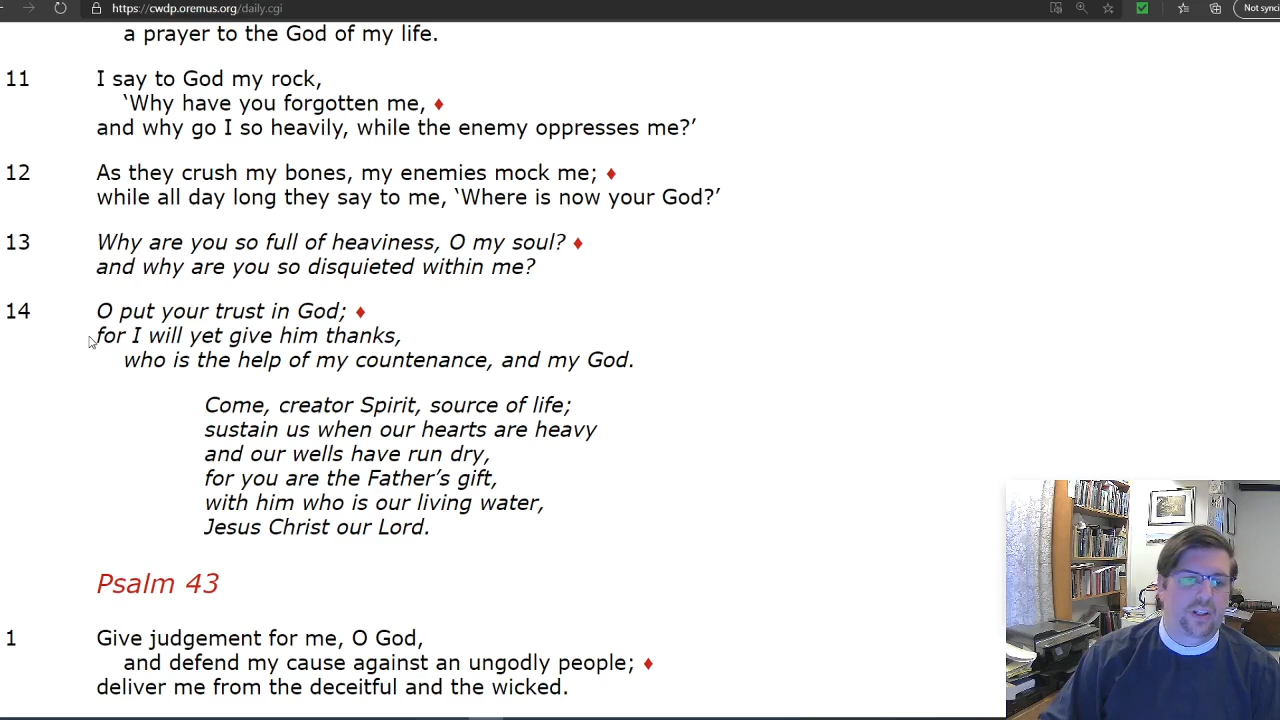 https://cwdp.oremus.org/daily.cgi
Not sync
a prayer to the God of my life.
11 I say to God my rock,
‘Why have you forgotten me, ♦
and why go I so heavily, while the enemy oppresses me?’
12 As they crush my bones, my enemies mock me; ♦
while all day long they say to me, ‘Where is now your God?’
13 Why are you so full of heaviness, O my soul? ♦
and why are you so disquieted within me?
14 O put your trust in God; ♦
for I will yet give him thanks,
who is the help of my countenance, and my God.
Come, creator Spirit, source of life;
sustain us when our hearts are heavy
and our wells have run dry,
for you are the Father’s gift,
with him who is our living water,
Jesus Christ our Lord.
Psalm 43
1 Give judgement for me, O God,
and defend my cause against an ungodly people; ♦
deliver me from the deceitful and the wicked.